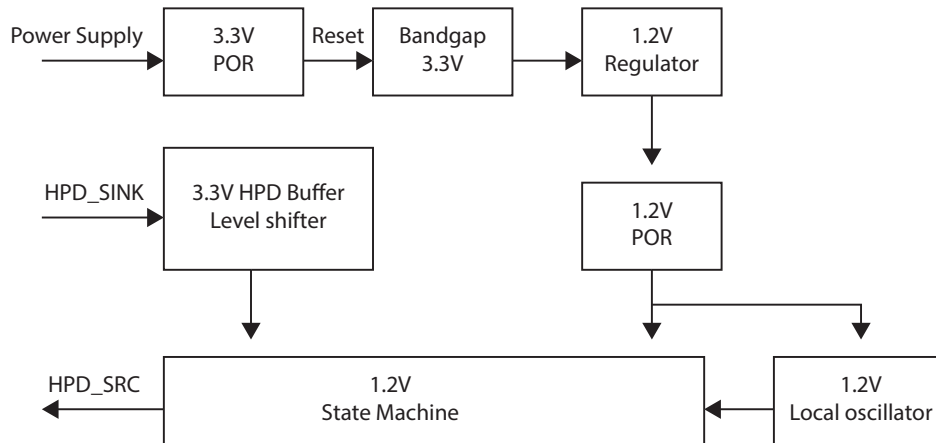 Power Supply
3.3V
POR
Reset
Bandgap
3.3V
1.2V
Regulator
HPD_SINK
3.3V HPD Buffer
Level shifter
1.2V
POR
HPD_SRC
1.2V
State Machine
1.2V
Local oscillator